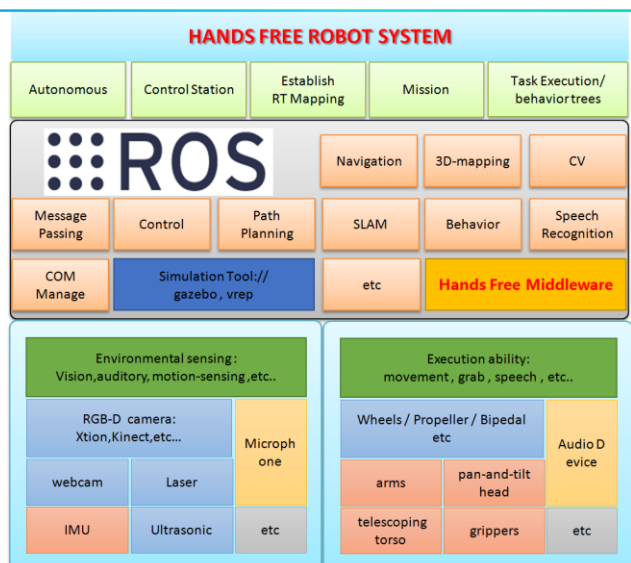 HANDS FREE ROBOT SYSTEM
Autonomous
Control Station
Establish
RT Mapping
Mission
Task Execution/
behavior trees
ROS
Navigation
3D-mapping
CV
Message
Passing
Control
Path
Planning
SLAM
Behavior
Speech
Recognition
COM
Manage
Simulation Tool://
gazebo , vrep
etc
Hands Free Middleware
Environmental sensing :
Vision,auditory, motion-sensing ,etc..
RGB-D camera:
Xtion,Kinect,etc...
Microph
one
webcam
Laser
IMU
Ultrasonic
etc
Execution ability:
movement , grab , speech , etc..
Wheels / Propeller / Bipedal
etc
Audio D
evice
arms
pan-and-tilt
head
telescoping
torso
grippers
etc